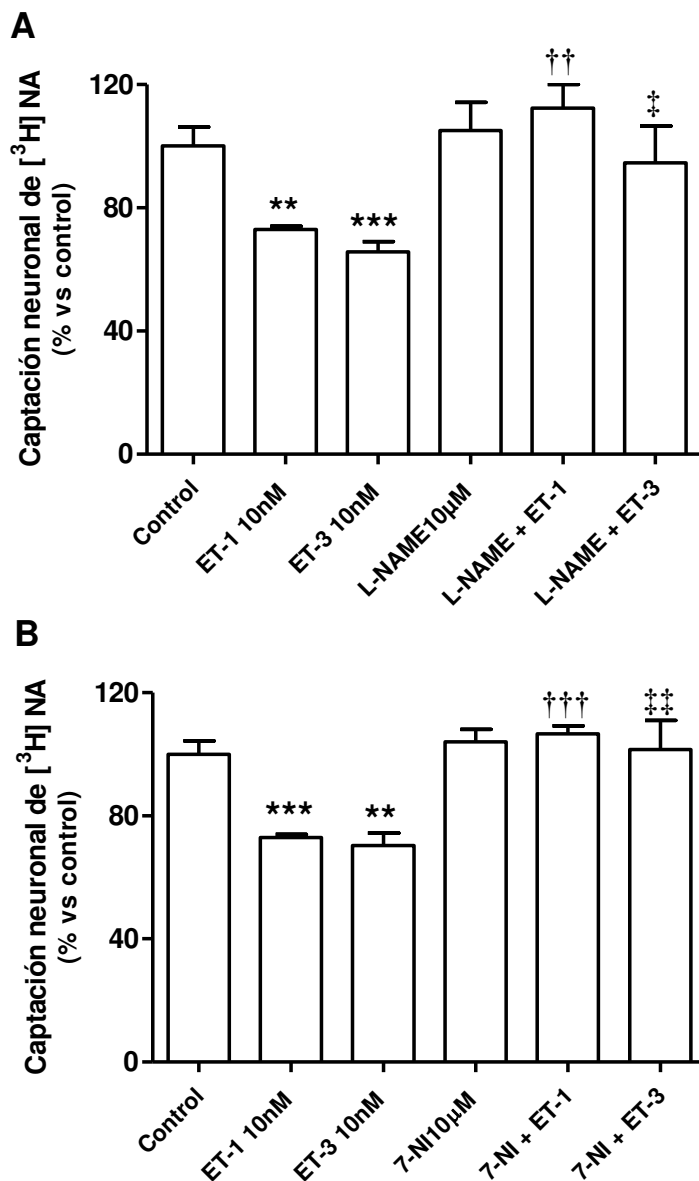 A
Captación neuronal de [³H] NA
(% vs control)
120
80
40
0
**
***
††
‡
Control
ET-1 10nM
ET-3 10nM
L-NAME10µM
L-NAME + ET-1
L-NAME + ET-3
B
Captación neuronal de [³H] NA
(% vs control)
120
80
40
0
***
**
†††
‡‡
Control
ET-1 10nM
ET-3 10nM
7-NI10µM
7-NI + ET-1
7-NI + ET-3